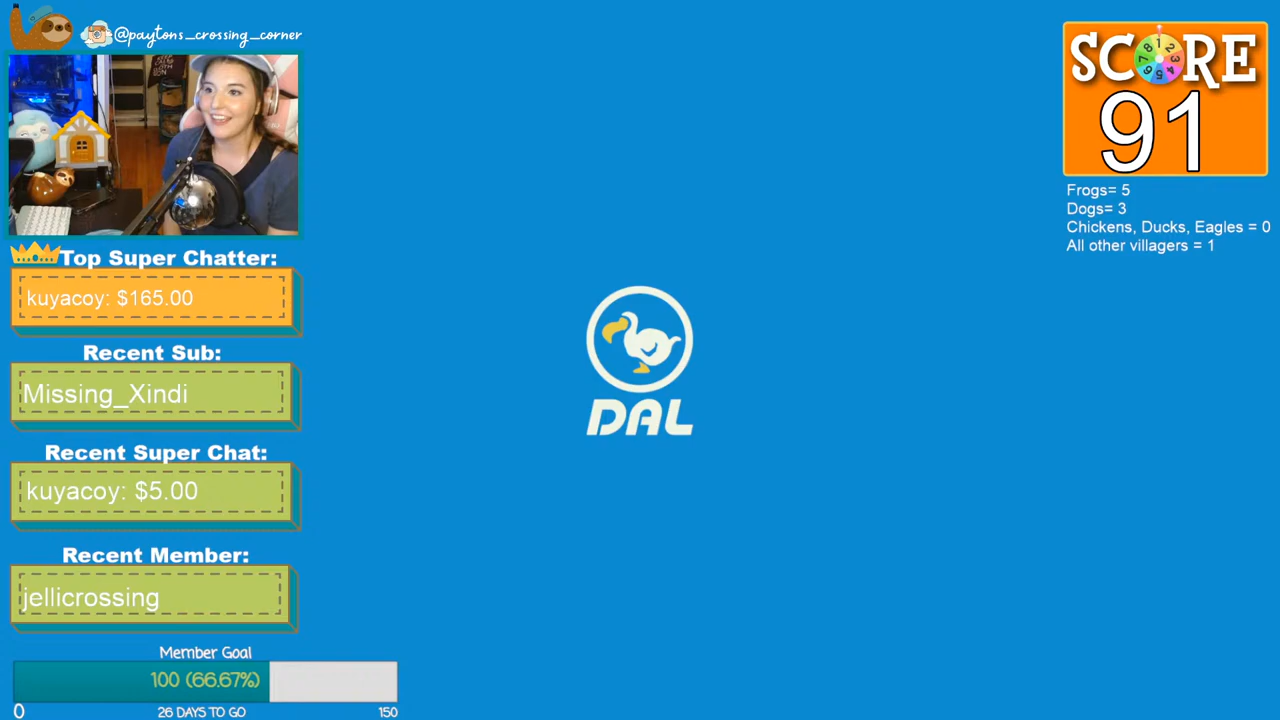 @paytons_crossing_corner
Top Super Chatter:
kuyacoy: $165.00
Recent Sub:
Missing_Xindi
Recent Super Chat:
kuyacoy: $5.00
Recent Member:
jellicrossing
Member Goal
100 (66.67%)
0 26 DAYS TO GO 150
DAL
SCORE
91
Frogs= 5
Dogs= 3
Chickens, Ducks, Eagles = 0
All other villagers = 1